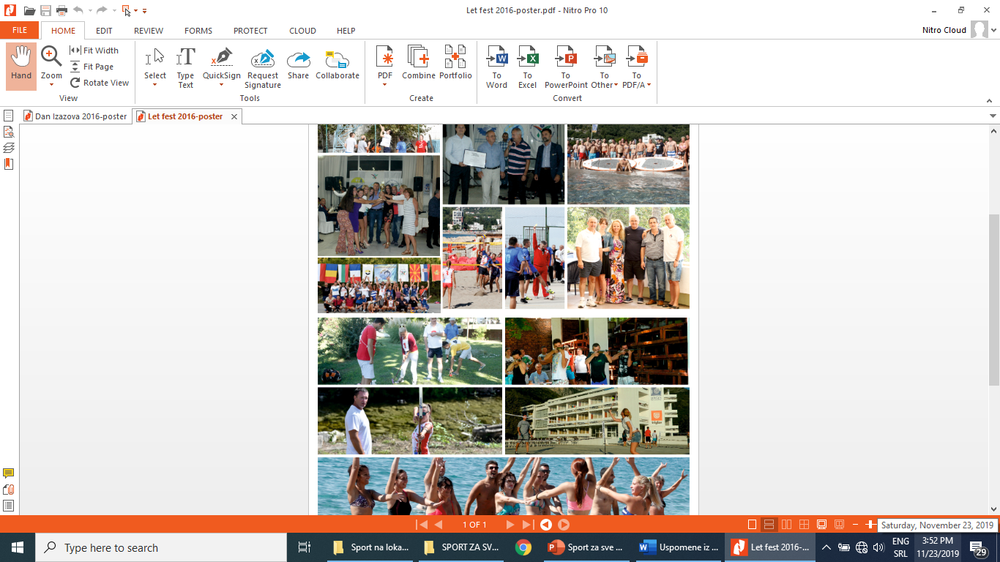 Let fest 2016-poster.pdf - Nitro Pro 10
FILE HOME EDIT REVIEW FORMS PROTECT CLOUD HELP Nitro Cloud
Hand
Zoom
Fit Width
Fit Page
Rotate View
View
Select
Type Text
QuickSign
Request Signature
Share
Collaborate
Tools
PDF
Combine
Portfolio
Create
To Word
To Excel
To PowerPoint
To Other
To PDF/A
Convert
Dan Izazova 2016-poster
Let fest 2016-poster
1 OF 1
Saturday, November 23, 2019
Type here to search
Sport na loka...
SPORT ZA SV...
Sport za sve ...
Uspomene iz ...
Let fest 2016-...
ENG
SRL
3:52 PM
11/23/2019
29